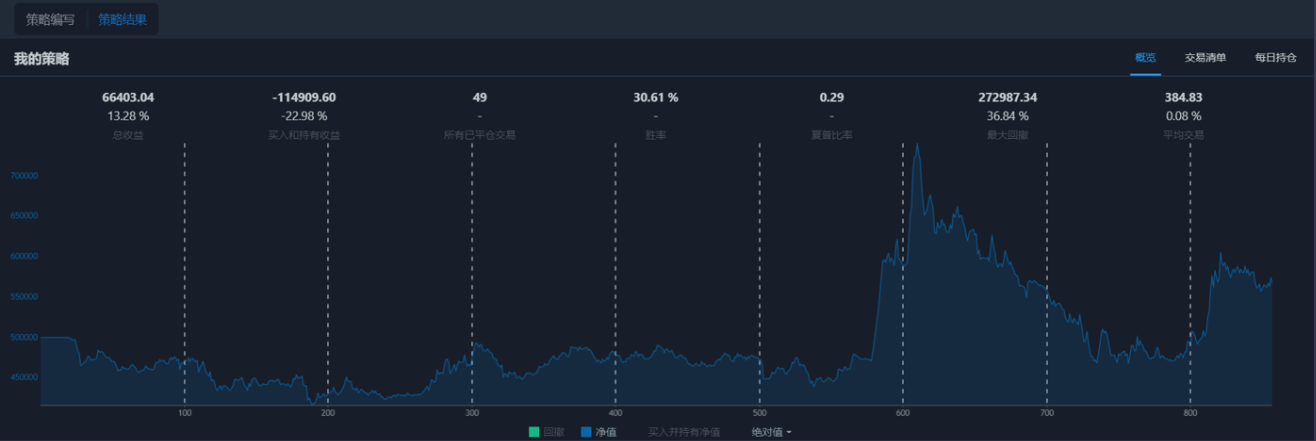 策略编写 策略结果
我的策略 概览 交易清单 每日持仓
66403.04 -114909.60 49 30.61 % 0.29 272987.34 384.83
13.28 % -22.98 % - - - 36.84 % 0.08 %
总收益 买入和持有收益 所有已平仓交易 胜率 夏普比率 最大回撤 平均交易
700000
650000
600000
550000
500000
450000
100 200 300 400 500 600 700 800
回撤 净值 买入并持有净值 绝对值